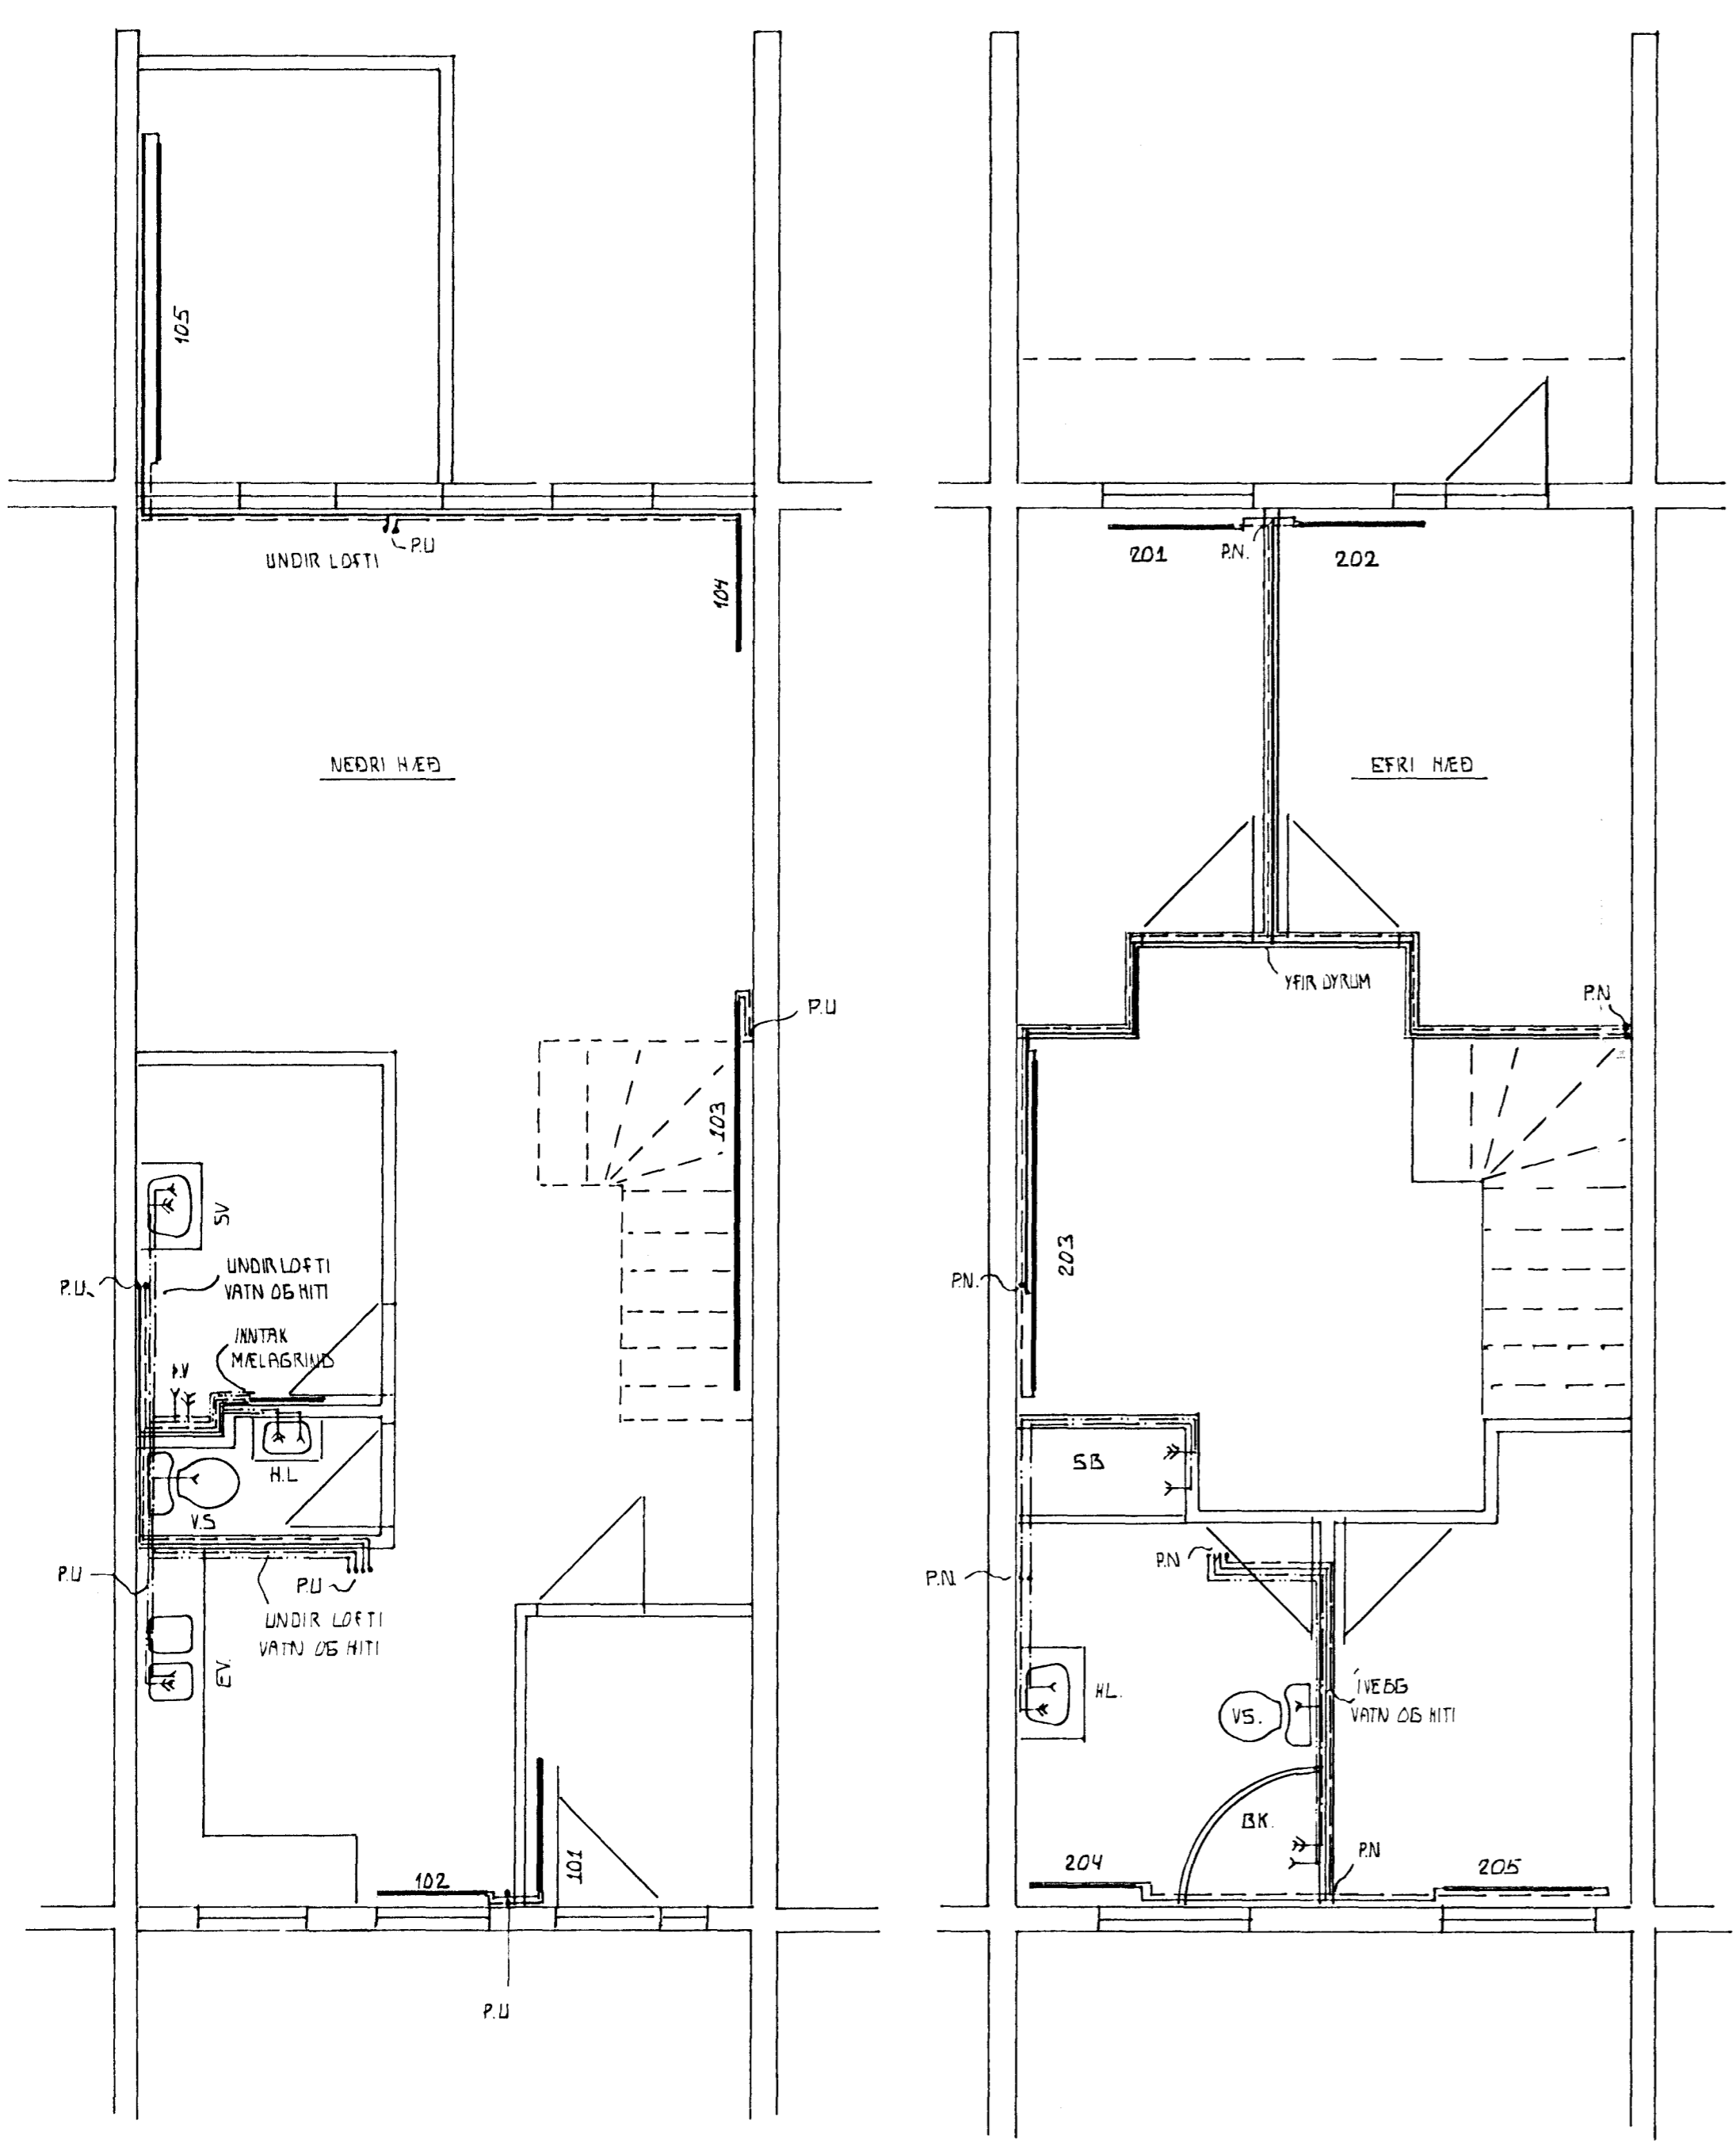 105
P.U
UNDIR LOFTI
104
NEÐRI HÆÐ
P.U
103
SV
UNDIR LOFTI
VATN OG HITI
P.U.
INNTAK
MÆLAGRIND
Þ.V
H.L
V.S
P.U
P.U
UNDIR LOFTI
VATN OG HITI
EV.
101
102
P.U
201
P.N.
202
EFRI HÆÐ
YFIR DYRUM
P.N
203
P.N.
SB
P.N
P.N
HL.
VS.
Í VEGG
VATN OG HITI
BK.
P.N
204
205